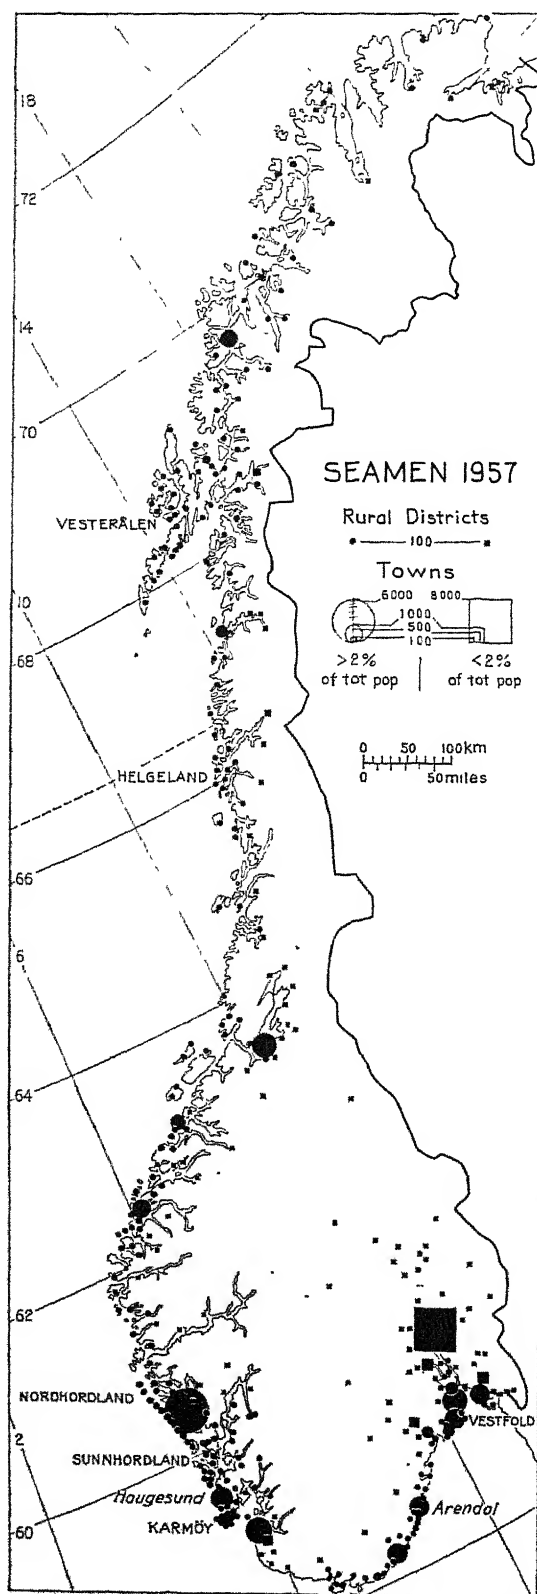 18
72
14
70
SEAMEN 1957
Rural Districts
100
Towns
6000 8000
1000
500
100
>2% <2%
of tot pop of tot pop
VESTERÅLEN
10
68
0 50 100km
0 50miles
HELGELAND
66
6
64
62
NORDHORDLAND
VESTFOLD
2
SUNNHORDLAND
Haugesund
Arendal
KARMÖY
60